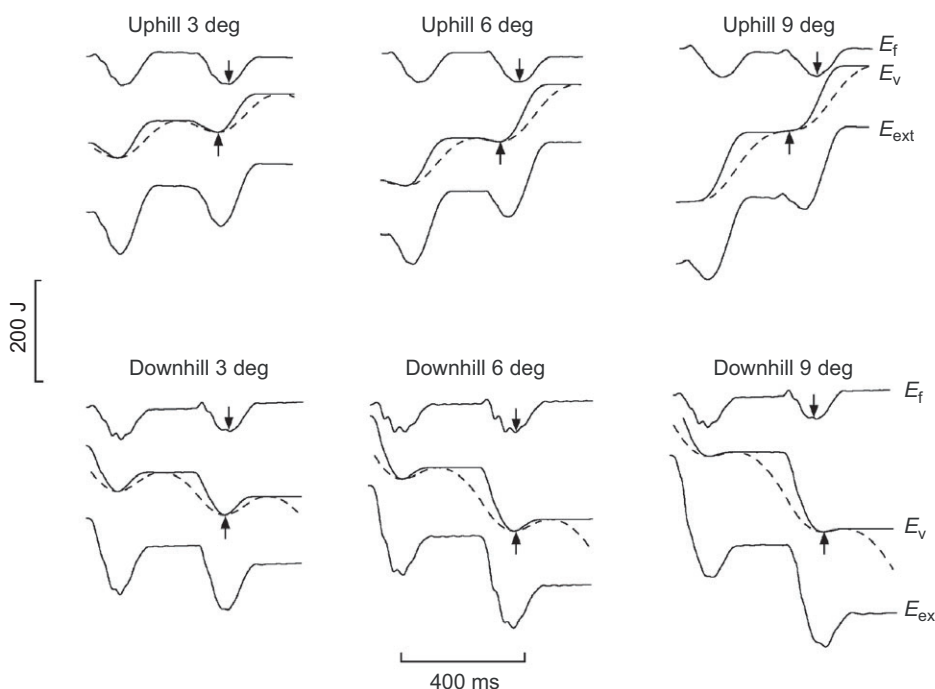 Uphill 3 deg
Uphill 6 deg
Uphill 9 deg
Ef
Ev
Eext
200 J
Downhill 3 deg
Downhill 6 deg
Downhill 9 deg
Ef
Ev
Eex
400 ms